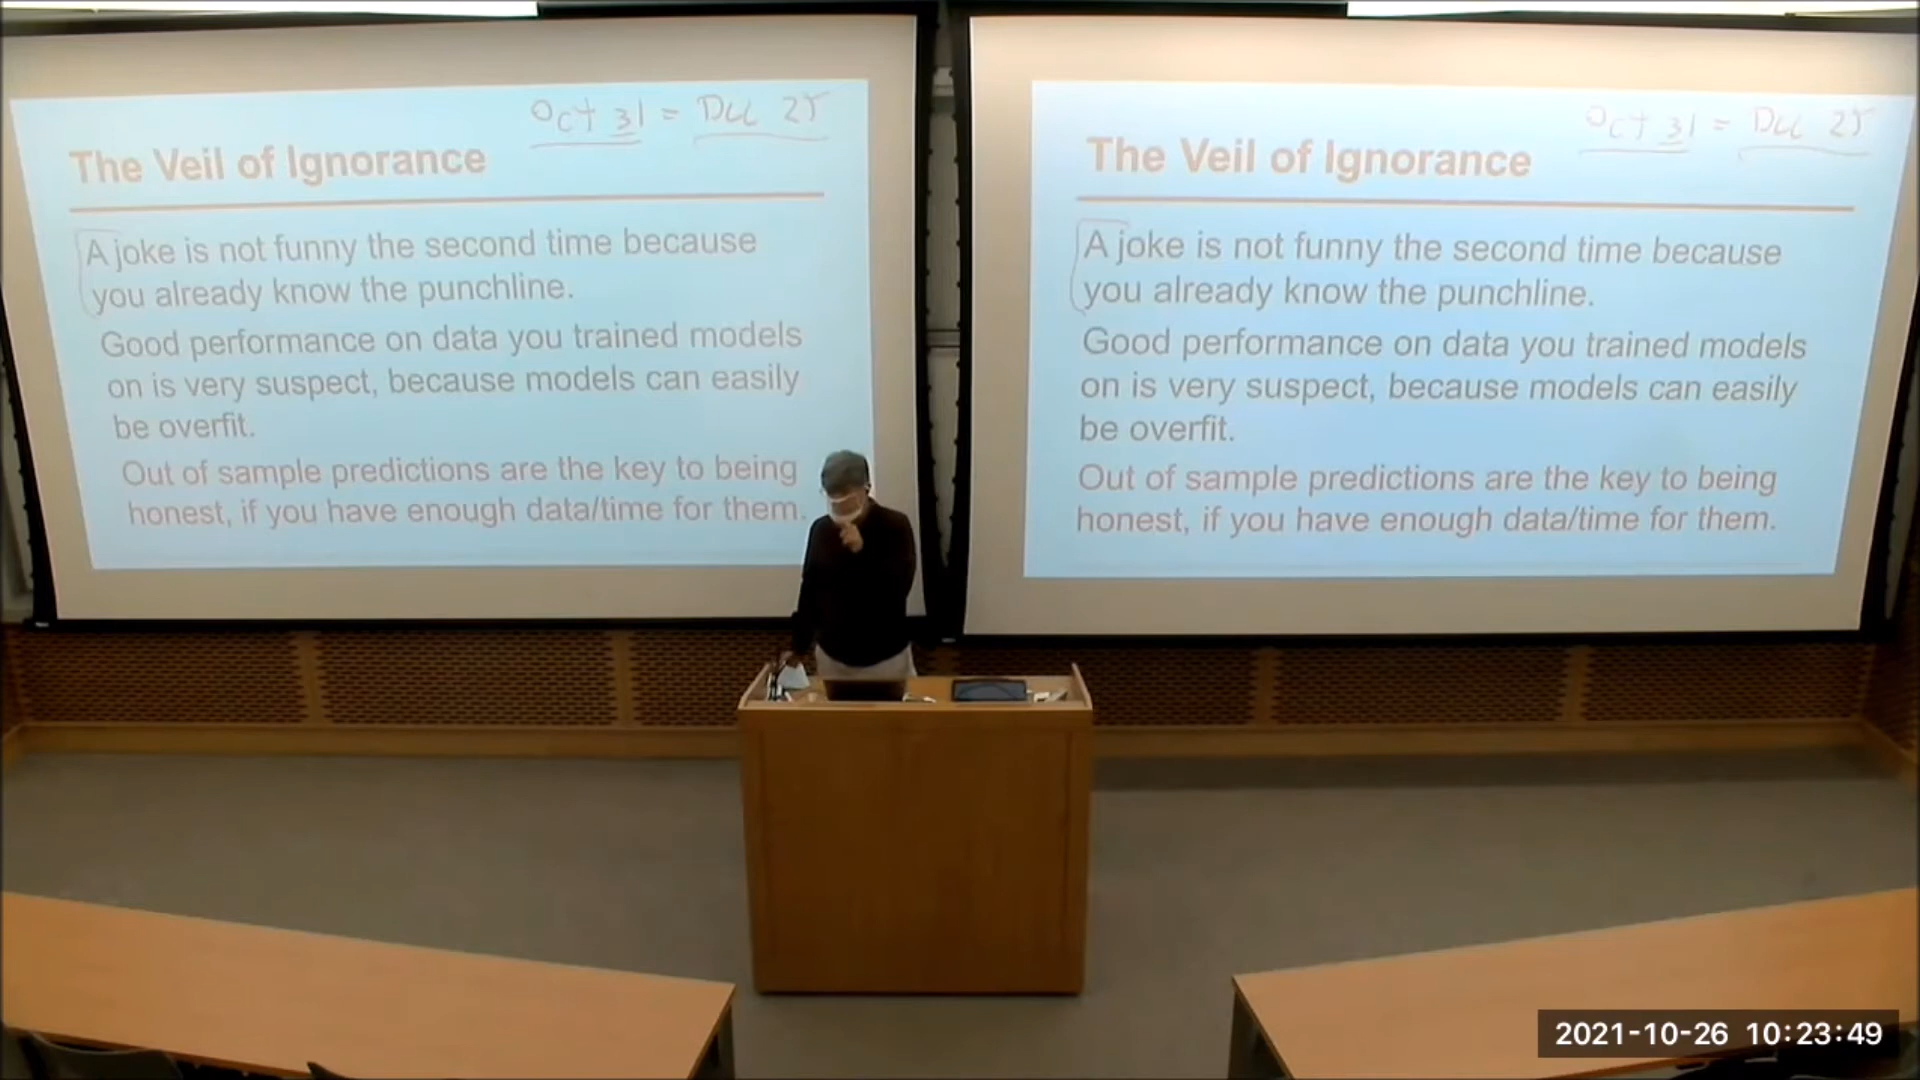 Oct 31 = Dec 25
The Veil of Ignorance
A joke is not funny the second time because
you already know the punchline.
Good performance on data you trained models
on is very suspect, because models can easily
be overfit.
Out of sample predictions are the key to being
honest, if you have enough data/time for them.
Oct 31 = Dec 25
The Veil of Ignorance
A joke is not funny the second time because
you already know the punchline.
Good performance on data you trained models
on is very suspect, because models can easily
be overfit.
Out of sample predictions are the key to being
honest, if you have enough data/time for them.
2021-10-26 10:23:49